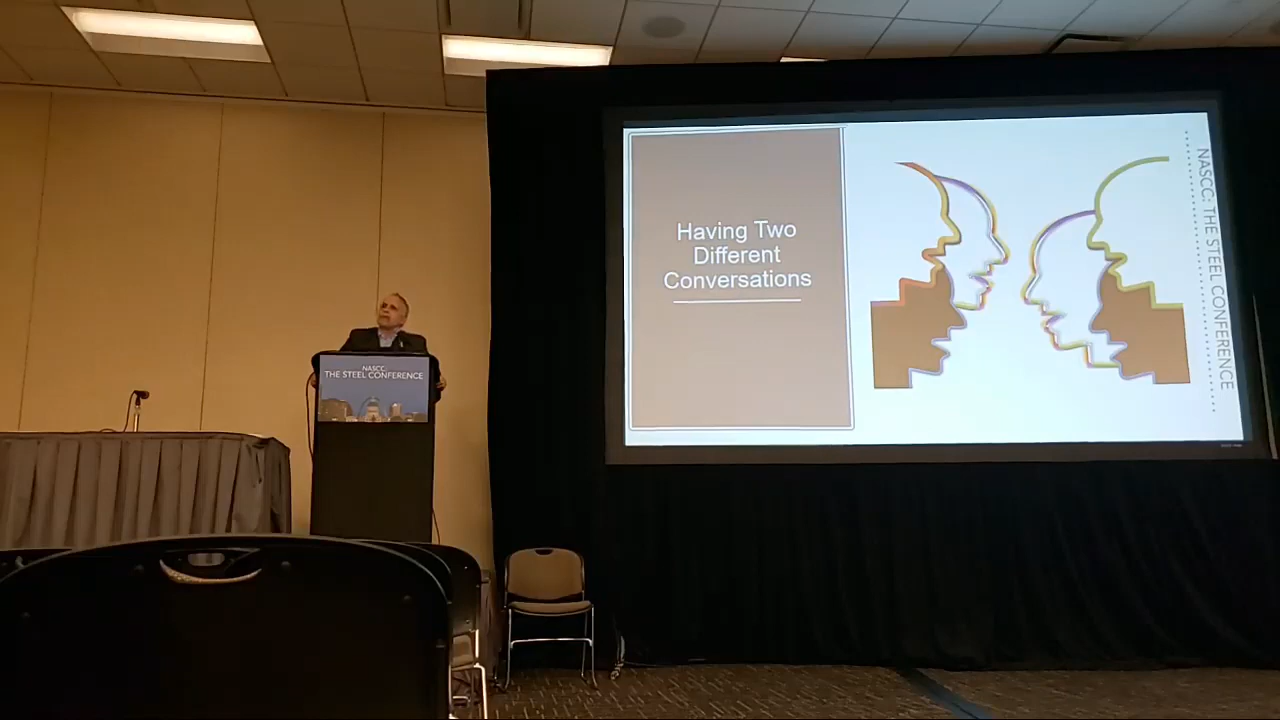 NASCC:
THE STEEL CONFERENCE
Having Two
Different
Conversations
NASCC: THE STEEL CONFERENCE